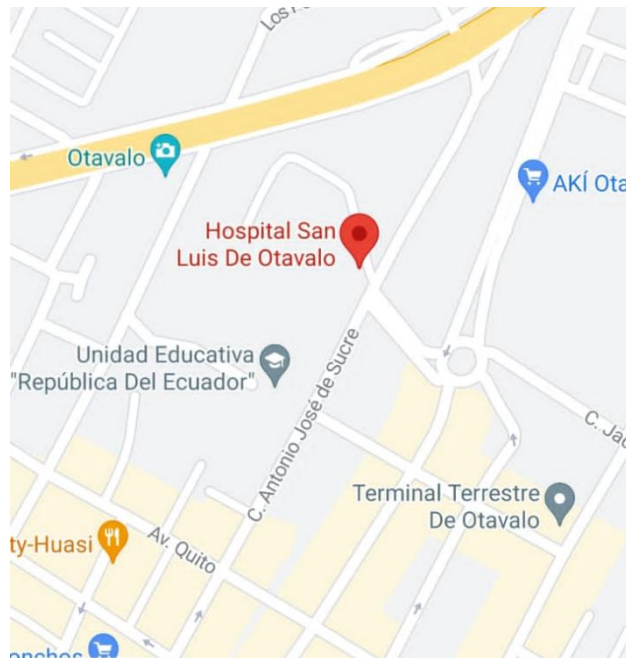 Otavalo
AKÍ Ota
Hospital San
Luis De Otavalo
Unidad Educativa
"República Del Ecuador"
C. Antonio José de Sucre
C. Jac
Terminal Terrestre
De Otavalo
ty-Huasi
Av. Quito